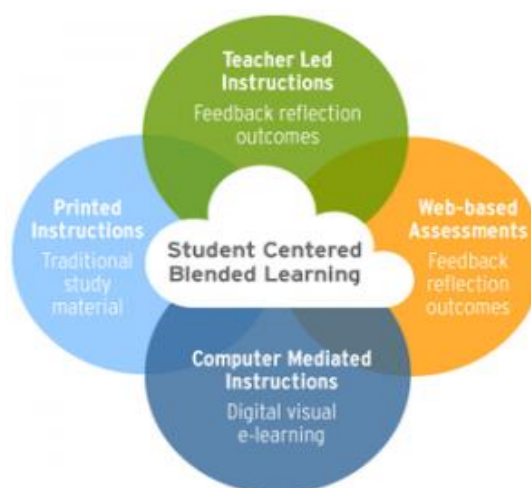 Teacher Led
Instructions
Feedback reflection
outcomes
Printed
Instructions
Traditional
study
material
Student Centered
Blended Learning
Web-based
Assessments
Feedback
reflection
outcomes
Computer Mediated
Instructions
Digital visual
e-learning